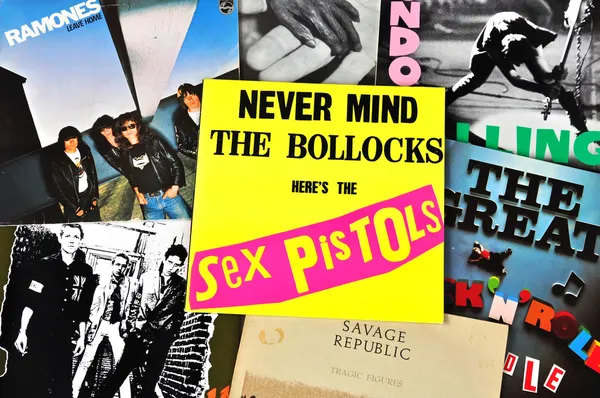 RAMONES
LEAVE HOME
NDO
LLING
NEVER MIND
THE BOLLOCKS
HERE'S THE
SEX PiSTOLS
THE
GREAT
CK'N'ROLL
SAVAGE
REPUBLIC
TRAGIC FIGURES